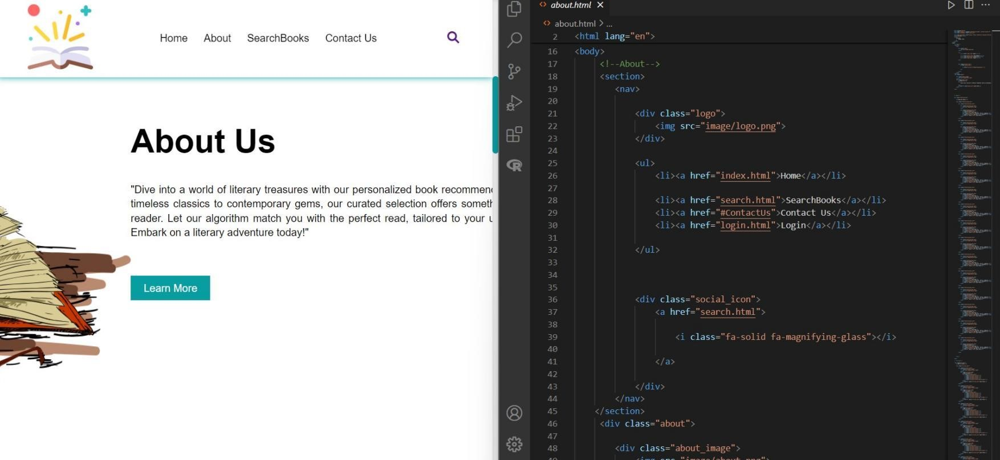 Home About SearchBooks Contact Us
About Us
"Dive into a world of literary treasures with our personalized book
timeless classics to contemporary gems, our curated selection offers
reader. Let our algorithm match you with the perfect read, tailored to your
Embark on a literary adventure today!"
Learn More
about.html
about.html > ...
2 <html lang="en">
16 <body>
17 <!--About-->
18 <section>
19 <nav>
20
21 <div class="logo">
22 <img src="image/logo.png">
23 </div>
24
25 <ul>
26 <li><a href="index.html">Home</a></li>
27
28 <li><a href="search.html">SearchBooks</a></li>
29 <li><a href="#ContactUs">Contact Us</a></li>
30 <li><a href="login.html">Login</a></li>
31
32 </ul>
33
34
35
36 <div class="social_icon">
37 <a href="search.html">
38
39 <i class="fa-solid fa-magnifying-glass"></i>
40
41 </a>
42
43 </div>
44 </nav>
45 </section>
46 <div class="about">
47
48 <div class="about_image">